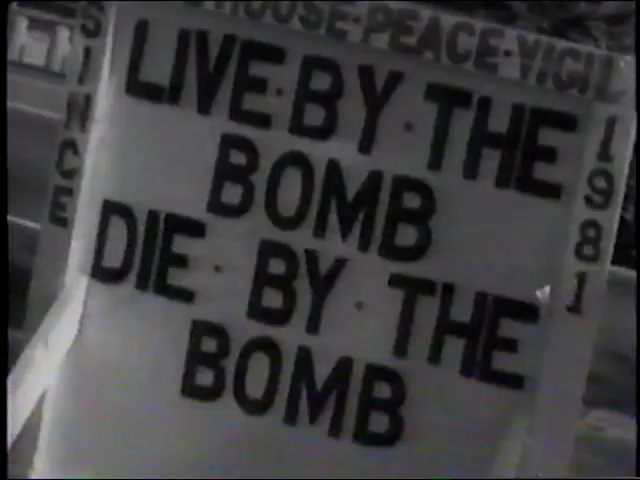 HOUSE·PEACE·VIGIL
SINCE
LIVE·BY·THE
BOMB
DIE·BY·THE
BOMB
1981